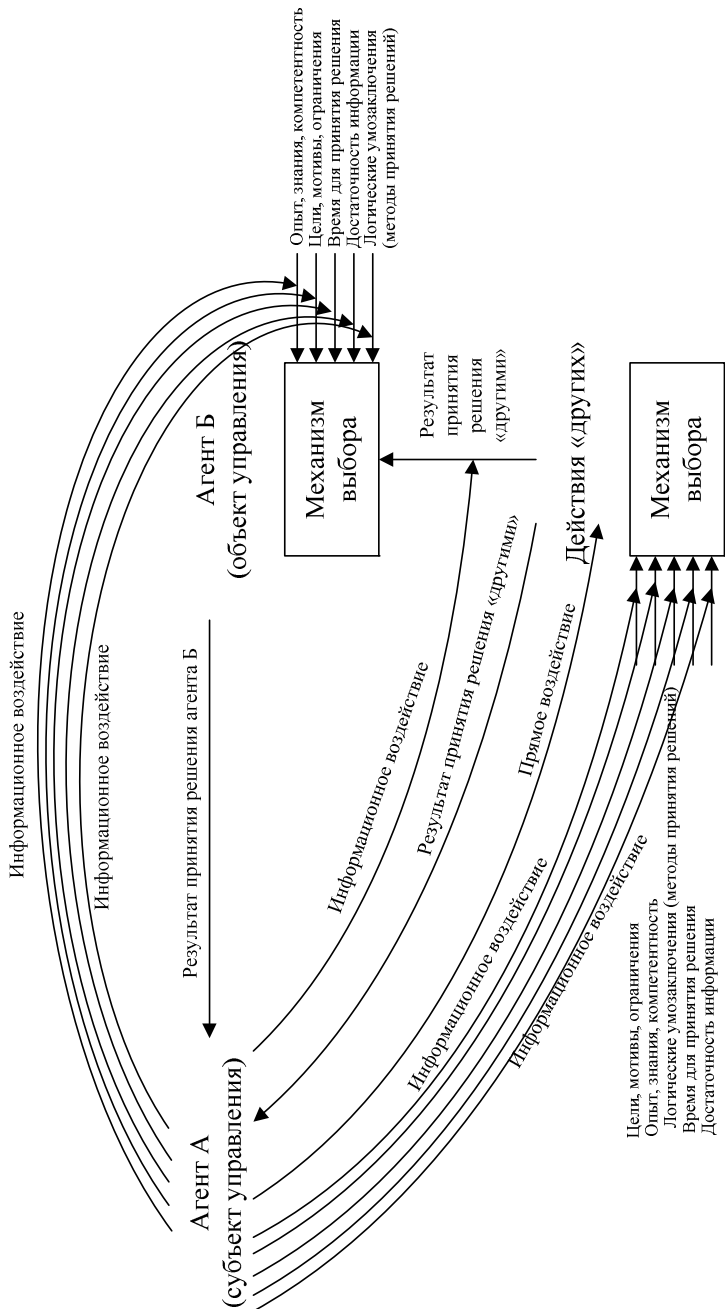 Информационное воздействие
Информационное воздействие
Результат принятия решения агента Б
Агент А
(субъект управления)
Агент Б
(объект управления)
Механизм
выбора
Опыт, знания, компетентность
Цели, мотивы, ограничения
Время для принятия решения
Достаточность информации
Логические умозаключения
(методы принятия решений)
Информационное воздействие
Результат принятия решения «другими»
Прямое воздействие
Результат
принятия
решения
«другими»
Действия «других»
Механизм
выбора
Информационное воздействие
Информационное воздействие
Цели, мотивы, ограничения
Опыт, знания, компетентность
Логические умозаключения (методы принятия решений)
Время для принятия решения
Достаточность информации